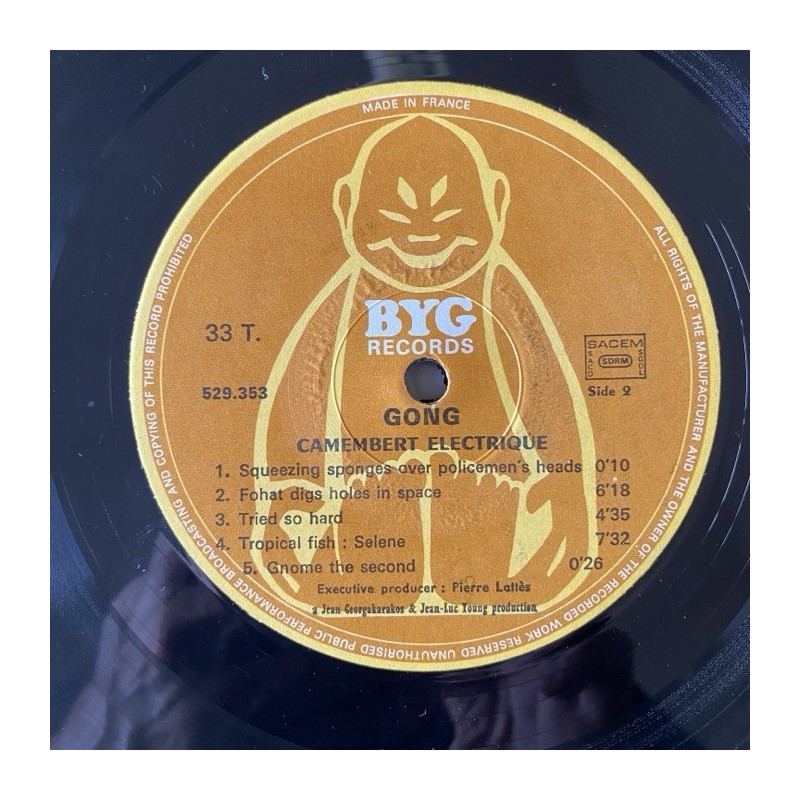 MADE IN FRANCE
ALL RIGHTS OF THE MANUFACTURER AND THE OWNER OF THE RECORDED WORK RESERVED UNAUTHORISED PUBLIC PERFORMANCE BROADCASTING AND COPYING OF THIS RECORD PROHIBITED
BYG
RECORDS
33 T.
SACEM
SACD SDRM SGDL
529.353
Side 2
GONG
CAMEMBERT ELECTRIQUE
1. Squeezing sponges over policemen's heads 0'10
2. Fohat digs holes in space 6'18
3. Tried so hard 4'35
4. Tropical fish : Selene 7'32
5. Gnome the second 0'26
Executive producer : Pierre Lattès
a Jean Georgakarakos & Jean-Luc Young production